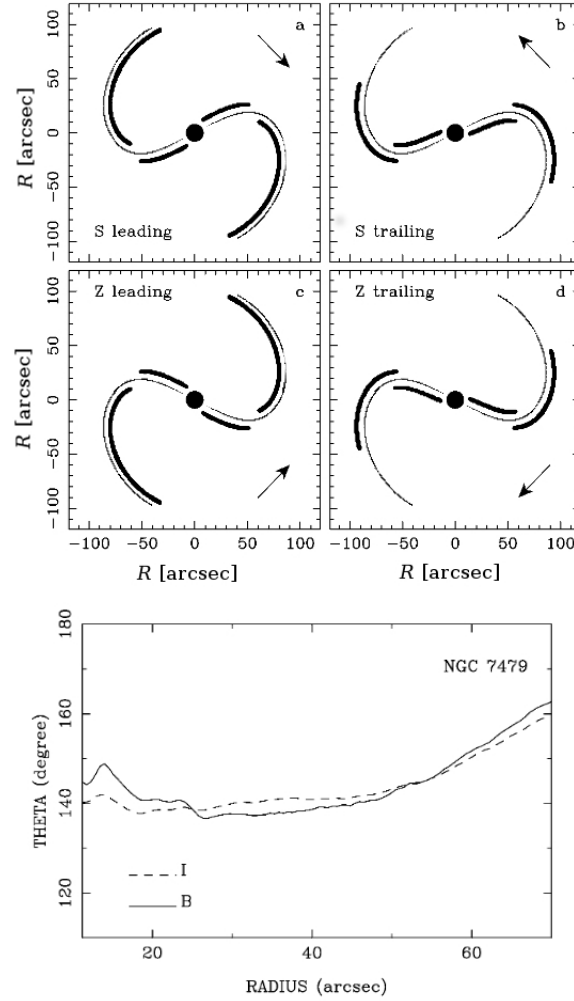 a
b
100
50
0
−50
−100
R [arcsec]
S leading
S trailing
Z leading
c
Z trailing
d
100
50
0
−50
−100
R [arcsec]
−100 −50 0 50 100
−100 −50 0 50 100
R [arcsec]
R [arcsec]
180
160
140
120
THETA (degree)
NGC 7479
I
B
20 40 60
RADIUS (arcsec)